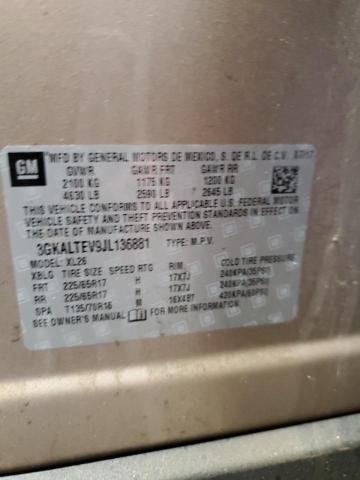 GM
MFD BY GENERAL MOTORS DE MEXICO, S. DE R.L. DE C.V.
GVWR GAWR FRT GAWR RR
2100 KG 1175 KG 1200 KG
4630 LB 2590 LB 2645 LB
THIS VEHICLE CONFORMS TO ALL APPLICABLE U.S. FEDERAL MOTOR
VEHICLE SAFETY AND THEFT PREVENTION STANDARDS IN EFFECT ON
THE DATE OF MANUFACTURE SHOWN ABOVE.
3GKALTEV9JL136881 TYPE: M.P.V.
MODEL: XL26
XBLG TIRE SIZE SPEED RTG RIM COLD TIRE PRESSURE
FRT 225/65R17 H 17X7J 240KPA(35PSI)
RR 225/65R17 H 17X7J 240KPA(35PSI)
SPA T135/70R16 M 16X4BT 420KPA(60PSI)
SEE OWNER'S MANUAL FOR MORE INFORMATION.